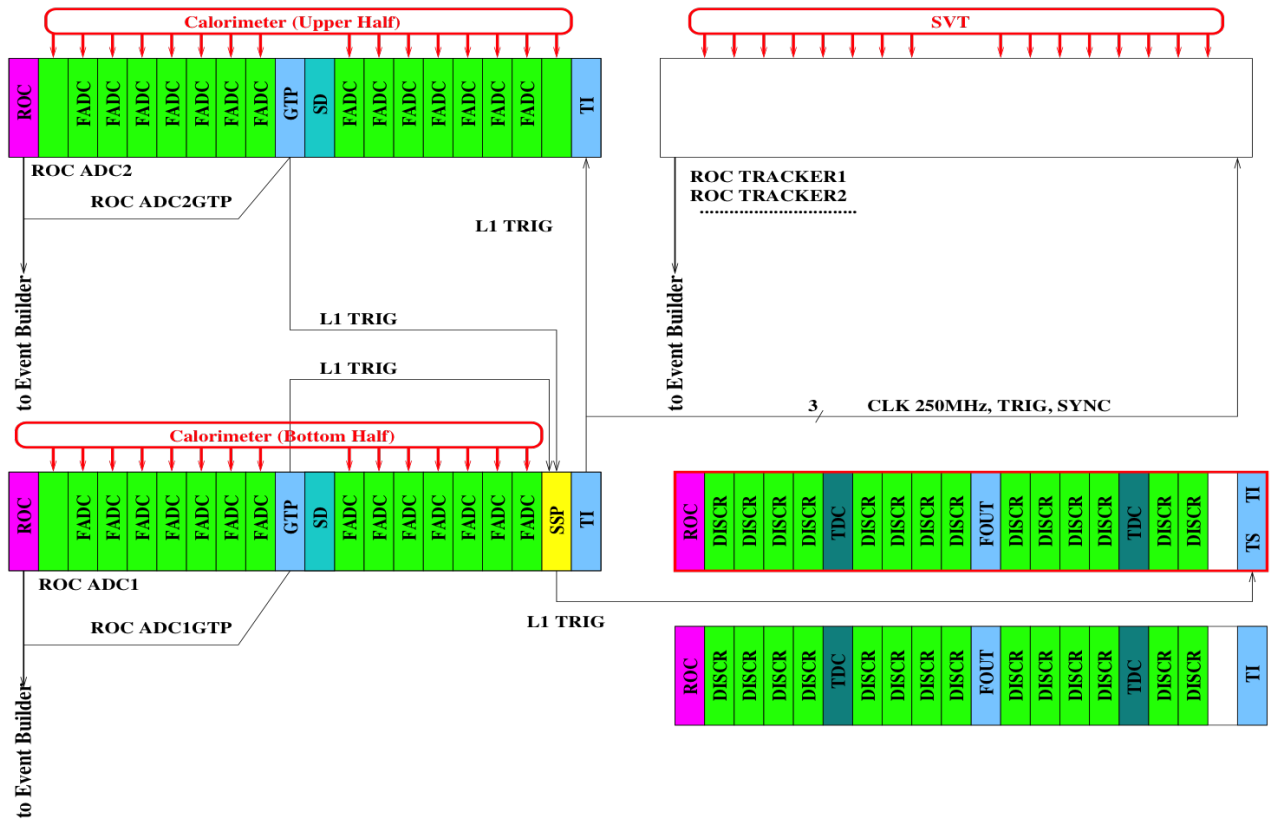 Calorimeter (Upper Half)
SVT
ROC
FADC
FADC
FADC
FADC
FADC
FADC
GTP
SD
FADC
FADC
FADC
FADC
FADC
FADC
FADC
TI
ROC ADC2
ROC ADC2GTP
L1 TRIG
ROC TRACKER1
ROC TRACKER2
to Event Builder
to Event Builder
L1 TRIG
L1 TRIG
3
CLK 250MHz, TRIG, SYNC
Calorimeter (Bottom Half)
ROC
FADC
FADC
FADC
FADC
FADC
FADC
GTP
SD
FADC
FADC
FADC
FADC
FADC
FADC
FADC
SSP
TI
ROC
DISCR
DISCR
DISCR
DISCR
TDC
DISCR
DISCR
DISCR
DISCR
FOUT
DISCR
DISCR
DISCR
DISCR
TDC
DISCR
DISCR
TS TI
ROC ADC1
ROC ADC1GTP
L1 TRIG
to Event Builder
ROC
DISCR
DISCR
DISCR
DISCR
TDC
DISCR
DISCR
DISCR
DISCR
FOUT
DISCR
DISCR
DISCR
DISCR
TDC
DISCR
DISCR
TI